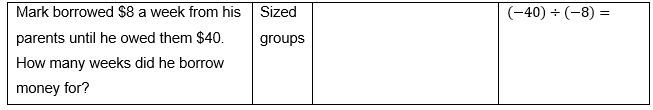 Mark borrowed $8 a week from his
parents until he owed them $40.
How many weeks did he borrow
money for?
Sized
groups
(−40) ÷ (−8) =